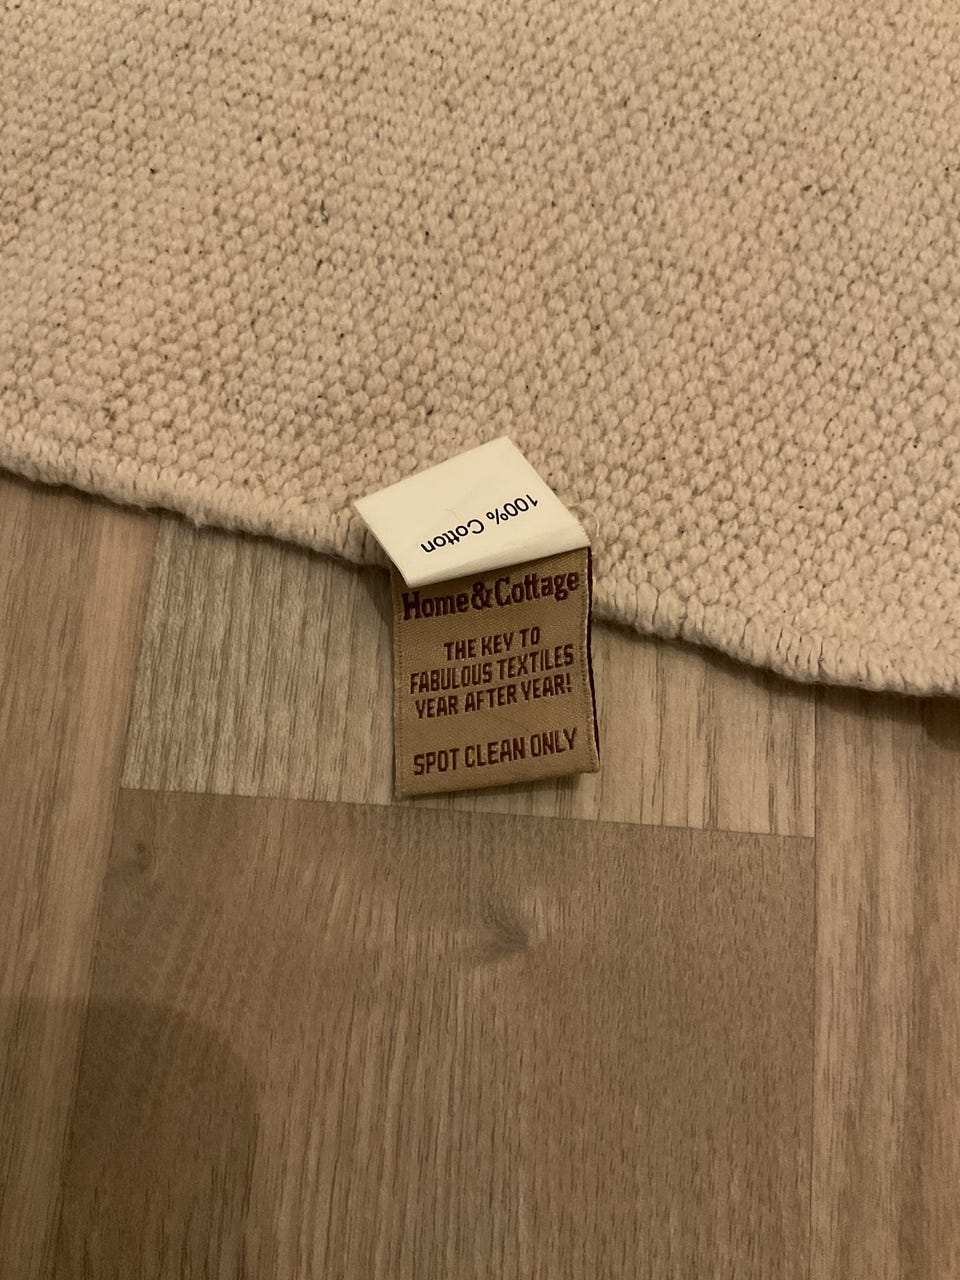 100% Cotton
Home&Cottage
THE KEY TO
FABULOUS TEXTILES
YEAR AFTER YEAR!
SPOT CLEAN ONLY